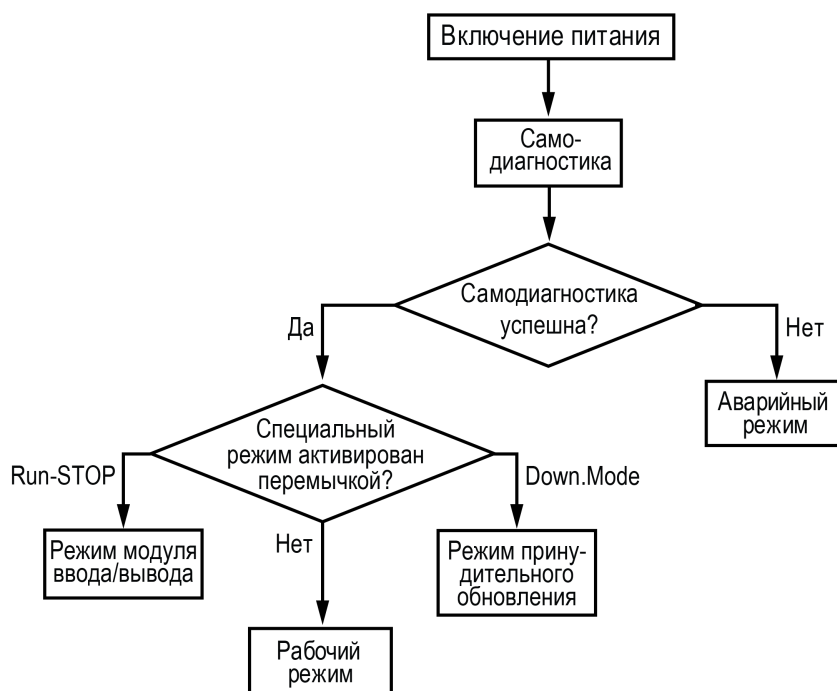 Включение питания
Само-
диагностика
Самодиагностика
успешна?
Да
Нет
Аварийный
режим
Специальный
режим активирован
перемычкой?
Run-STOP
Down.Mode
Нет
Режим модуля
ввода/вывода
Режим прину-
дительного
обновления
Рабочий
режим